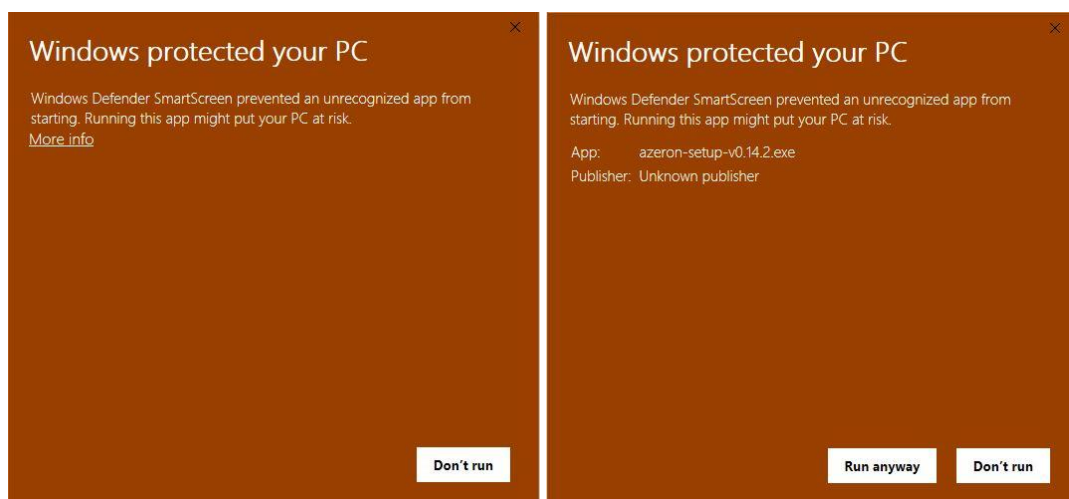 Windows protected your PC
Windows Defender SmartScreen prevented an unrecognized app from
starting. Running this app might put your PC at risk.
More info
Don't run
Windows protected your PC
Windows Defender SmartScreen prevented an unrecognized app from
starting. Running this app might put your PC at risk.
App: azeron-setup-v0.14.2.exe
Publisher: Unknown publisher
Run anyway Don't run